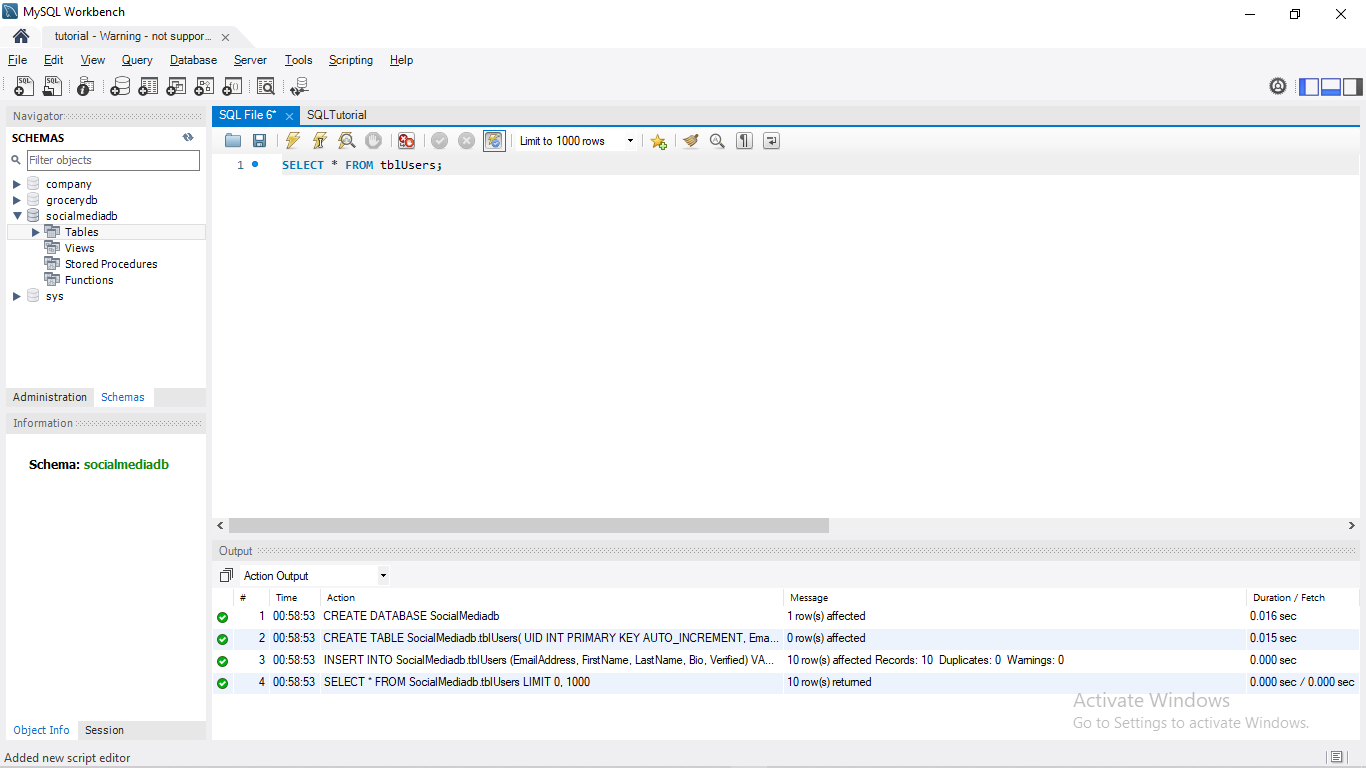 MySQL Workbench
tutorial - Warning - not suppor...
File Edit View Query Database Server Tools Scripting Help
Navigator
SCHEMAS
Filter objects
company
grocerydb
socialmediadb
Tables
Views
Stored Procedures
Functions
sys
Administration Schemas
Information
Schema: socialmediadb
Object Info Session
SQL File 6* SQLTutorial
Limit to 1000 rows
1 SELECT * FROM tblUsers;
Output
Action Output
# Time Action Message Duration / Fetch
1 00:58:53 CREATE DATABASE SocialMediadb 1 row(s) affected 0.016 sec
2 00:58:53 CREATE TABLE SocialMediadb.tblUsers( UID INT PRIMARY KEY AUTO_INCREMENT, Ema... 0 row(s) affected 0.015 sec
3 00:58:53 INSERT INTO SocialMediadb.tblUsers (EmailAddress, FirstName, LastName, Bio, Verified) VA... 10 row(s) affected Records: 10 Duplicates: 0 Warnings: 0 0.000 sec
4 00:58:53 SELECT * FROM SocialMediadb.tblUsers LIMIT 0, 1000 10 row(s) returned 0.000 sec / 0.000 sec
Activate Windows
Go to Settings to activate Windows.
Added new script editor